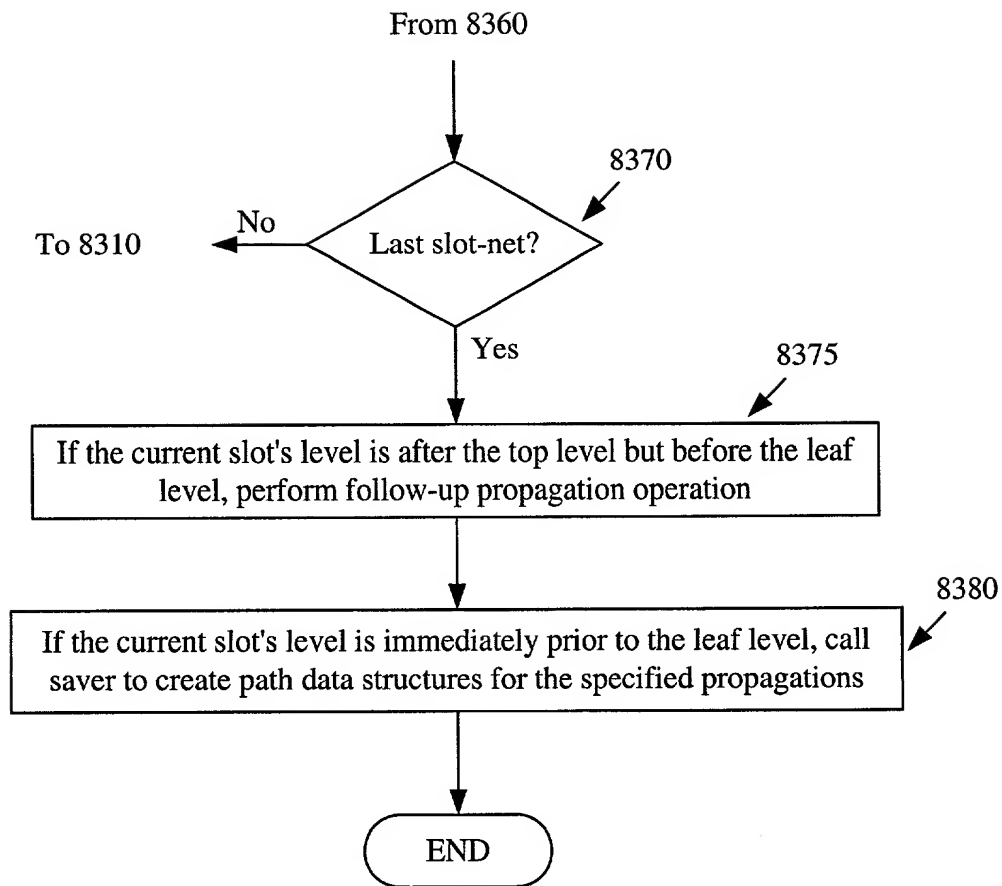 From 8360
8370
To 8310
No
Last slot-net?
Yes
8375
If the current slot's level is after the top level but before the leaf
level, perform follow-up propagation operation
8380
If the current slot's level is immediately prior to the leaf level, call
saver to create path data structures for the specified propagations
END